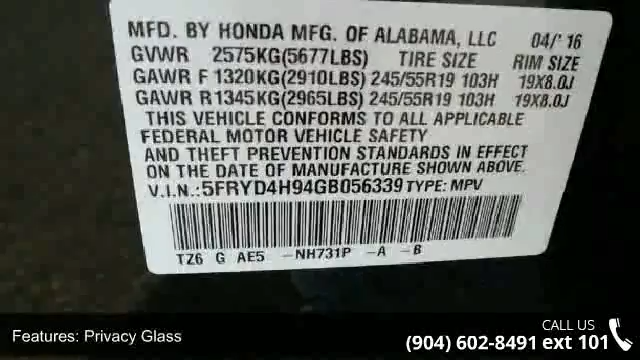 MFD. BY HONDA MFG. OF ALABAMA, LLC 04/'16
GVWR 2575KG(5677LBS) TIRE SIZE RIM SIZE
GAWR F 1320KG(2910LBS) 245/55R19 103H 19X8.0J
GAWR R 1345KG(2965LBS) 245/55R19 103H 19X8.0J
THIS VEHICLE CONFORMS TO ALL APPLICABLE
FEDERAL MOTOR VEHICLE SAFETY
AND THEFT PREVENTION STANDARDS IN EFFECT
ON THE DATE OF MANUFACTURE SHOWN ABOVE.
V.I.N.:5FRYD4H94GB056339 TYPE: MPV
TZ6 G AE5 -NH731P -A -B
CALL US
Features: Privacy Glass
(904) 602-8491 ext 101